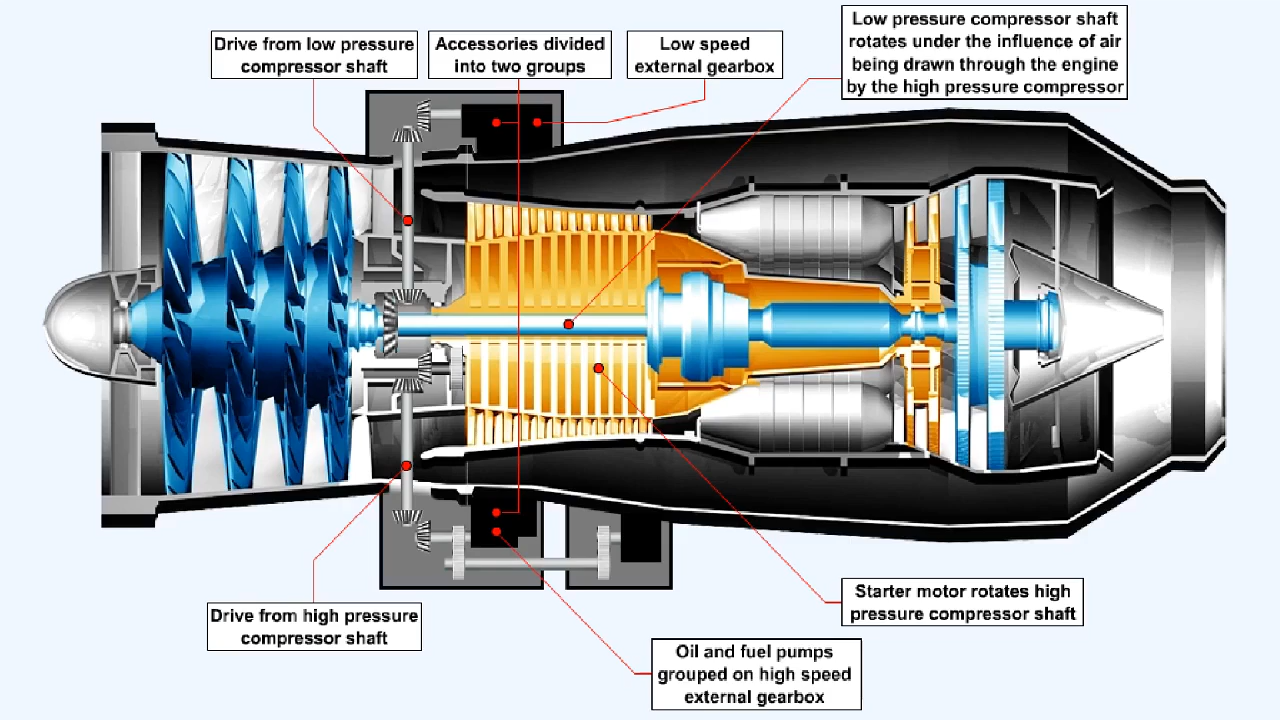 Drive from low pressure
compressor shaft
Accessories divided
into two groups
Low speed
external gearbox
Low pressure compressor shaft
rotates under the influence of air
being drawn through the engine
by the high pressure compressor
Drive from high pressure
compressor shaft
Starter motor rotates high
pressure compressor shaft
Oil and fuel pumps
grouped on high speed
external gearbox